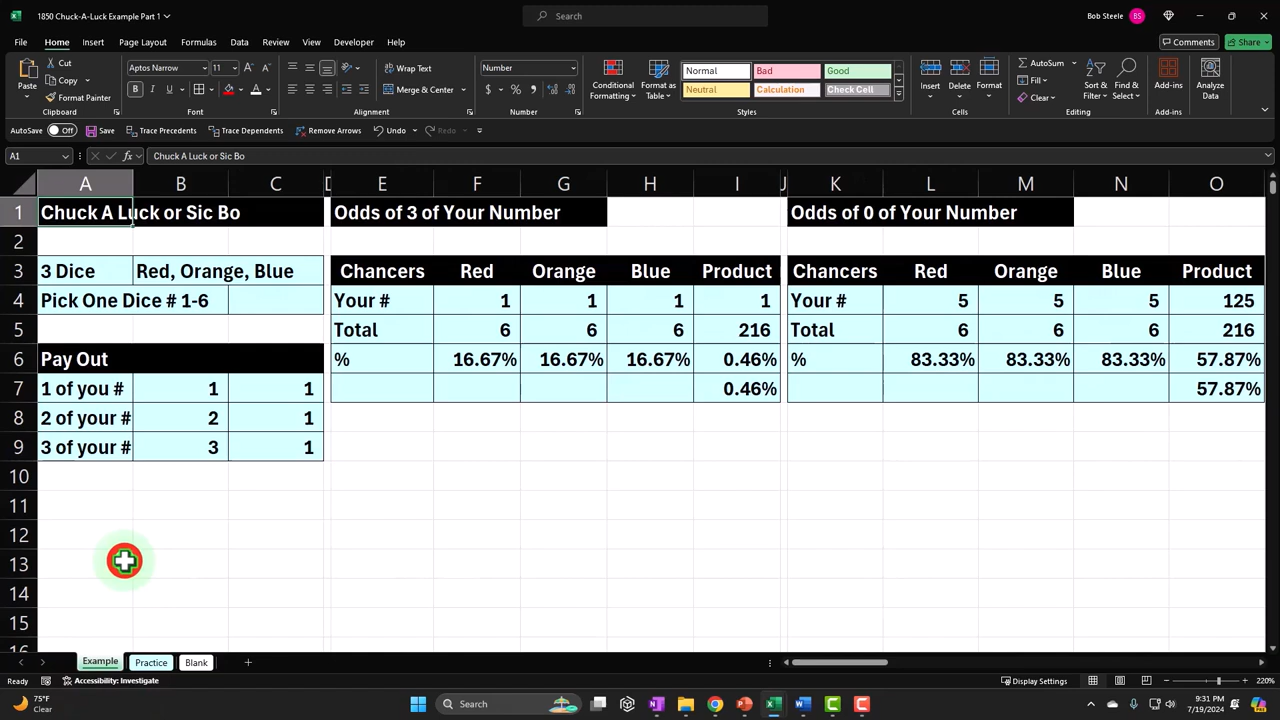 1850 Chuck-A-Luck Example Part 1
Search
Bob Steele
BS
File Home Insert Page Layout Formulas Data Review View Developer Help
Comments Share
Paste
Cut
Copy
Format Painter
Clipboard
Aptos Narrow 11
Font
Wrap Text
Merge & Center
Alignment
Number
Number
Conditional Formatting
Format as Table
Normal Bad Good
Neutral Calculation Check Cell
Styles
Insert Delete Format
Cells
AutoSum
Fill
Clear
Sort & Filter
Find & Select
Editing
Add-ins
Add-ins
Analyze Data
AutoSave Off Save Trace Precedents Trace Dependents Remove Arrows Undo Redo
A1 fx Chuck A Luck or Sic Bo
A B C D E F G H I J K L M N O
1 Chuck A Luck or Sic Bo Odds of 3 of Your Number Odds of 0 of Your Number
2
3 3 Dice Red, Orange, Blue Chancers Red Orange Blue Product Chancers Red Orange Blue Product
4 Pick One Dice # 1-6 Your # 1 1 1 1 Your # 5 5 5 125
5 Total 6 6 6 216 Total 6 6 6 216
6 Pay Out % 16.67% 16.67% 16.67% 0.46% % 83.33% 83.33% 83.33% 57.87%
7 1 of you # 1 1 0.46% 57.87%
8 2 of your # 2 1
9 3 of your # 3 1
10
11
12
13
14
15
16
Example Practice Blank
Ready Accessibility: Investigate Display Settings 220%
75°F
Clear
Search
9:31 PM
7/19/2024